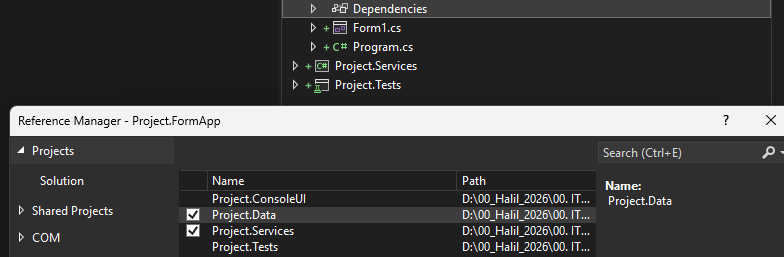 Dependencies
+ Form1.cs
+ C# Program.cs
+ C# Project.Services
+ Project.Tests
Reference Manager - Project.FormApp ? X
Projects
Search (Ctrl+E)
Solution
Shared Projects
COM
Name Path
Project.ConsoleUI D:\00_Halil_2026\00. IT...
Project.Data D:\00_Halil_2026\00. IT...
Project.Services D:\00_Halil_2026\00. IT...
Project.Tests D:\00_Halil_2026\00. IT...
Name:
Project.Data